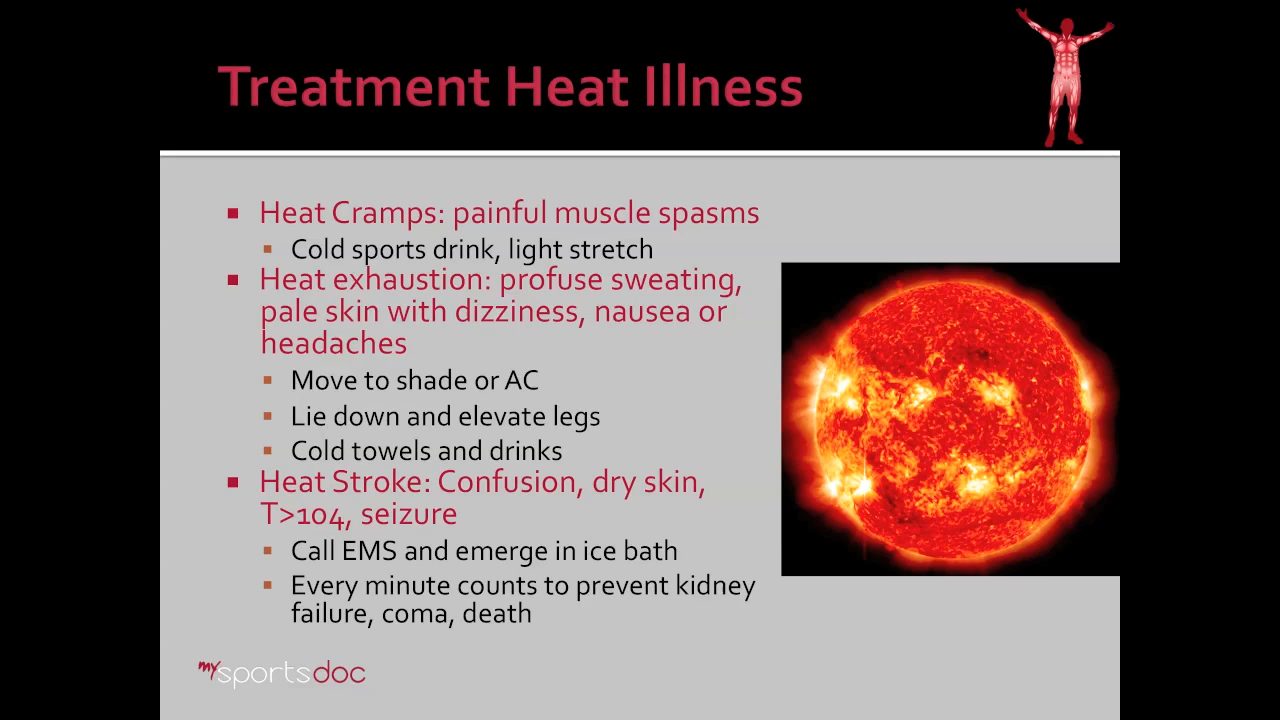 Treatment Heat Illness
Heat Cramps: painful muscle spasms
Cold sports drink, light stretch
Heat exhaustion: profuse sweating,
pale skin with dizziness, nausea or
headaches
Move to shade or AC
Lie down and elevate legs
Cold towels and drinks
Heat Stroke: Confusion, dry skin,
T>104, seizure
Call EMS and emerge in ice bath
Every minute counts to prevent kidney
failure, coma, death
mysportsdoc